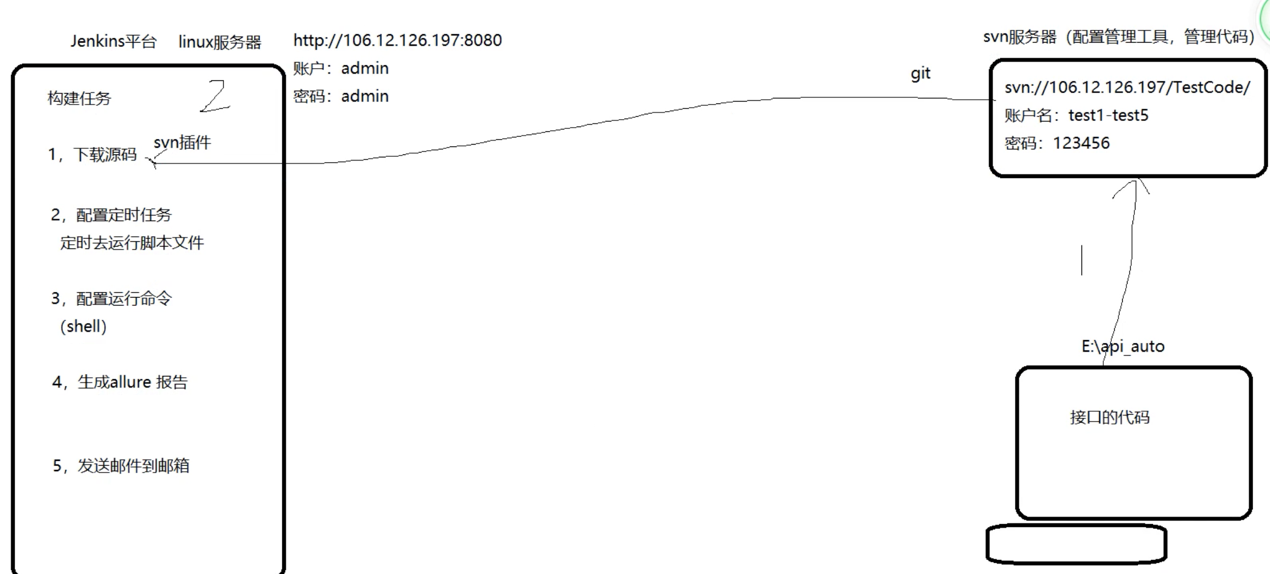 Jenkins平台 linux服务器 http://106.12.126.197:8080
账户：admin
密码：admin
构建任务 2
1，下载源码 svn插件
2，配置定时任务
定时去运行脚本文件
3，配置运行命令
（shell）
4，生成allure 报告
5，发送邮件到邮箱
git
svn服务器（配置管理工具，管理代码）
svn://106.12.126.197/TestCode/
账户名：test1-test5
密码：123456
1
E:\api_auto
接口的代码